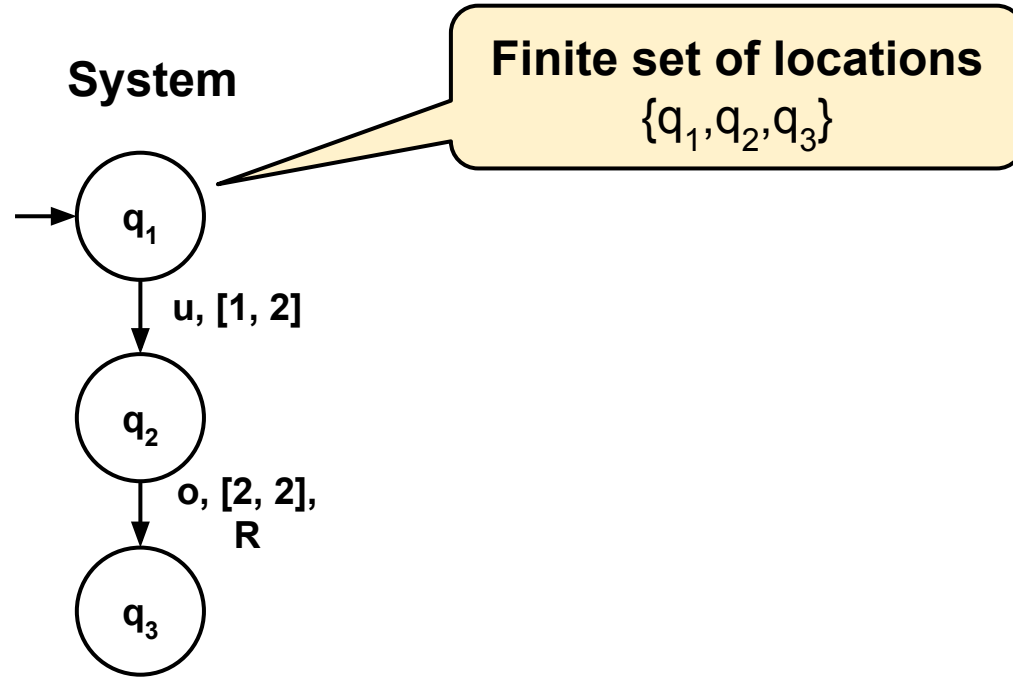 System
Finite set of locations
{q₁,q₂,q₃}
q₁
u, [1, 2]
q₂
o, [2, 2],
R
q₃